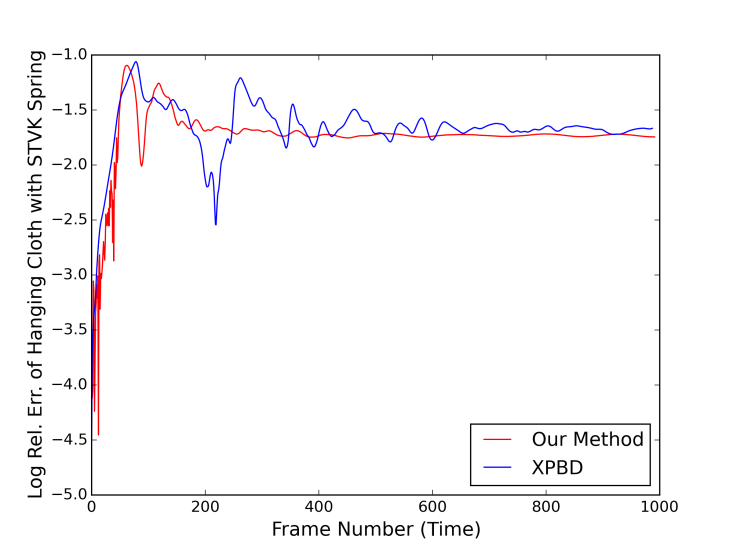 Log Rel. Err. of Hanging Cloth with STVK Spring
−1.0
−1.5
−2.0
−2.5
−3.0
−3.5
−4.0
−4.5
−5.0
0 200 400 600 800 1000
Frame Number (Time)
Our Method
XPBD